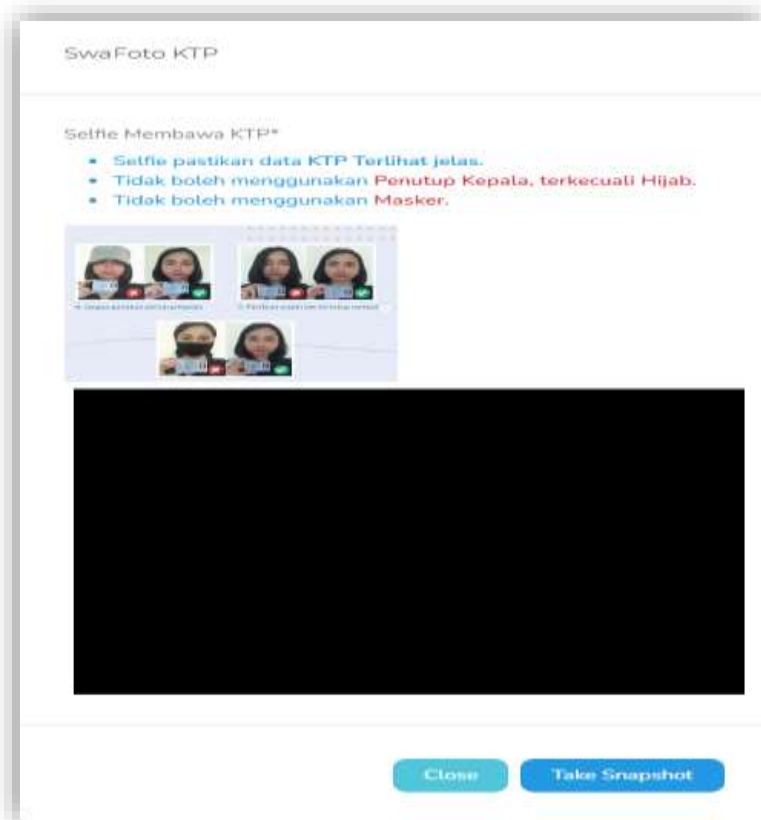 SwaFoto KTP
Selfie Membawa KTP*
Selfie pastikan data KTP Terlihat jelas.
Tidak boleh menggunakan Penutup Kepala, terkecuali Hijab.
Tidak boleh menggunakan Masker.
Close
Take Snapshot